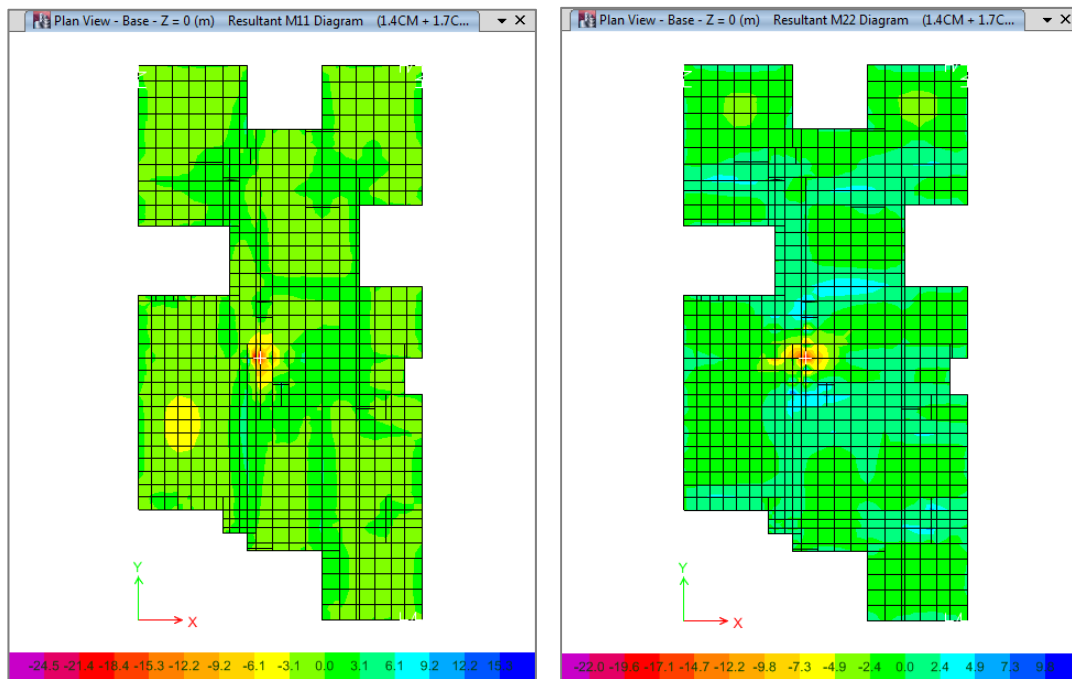 Plan View - Base - Z = 0 (m) Resultant M11 Diagram (1.4CM + 1.7C...
Y
X
-24.5 -21.4 -18.4 -15.3 -12.2 -9.2 -6.1 -3.1 0.0 3.1 6.1 9.2 12.2
Plan View - Base - Z = 0 (m) Resultant M22 Diagram (1.4CM + 1.7C...
Y
X
-22.0 -19.6 -17.1 -14.7 -12.2 -9.8 -7.3 -4.9 -2.4 0.0 2.4 4.9 7.3